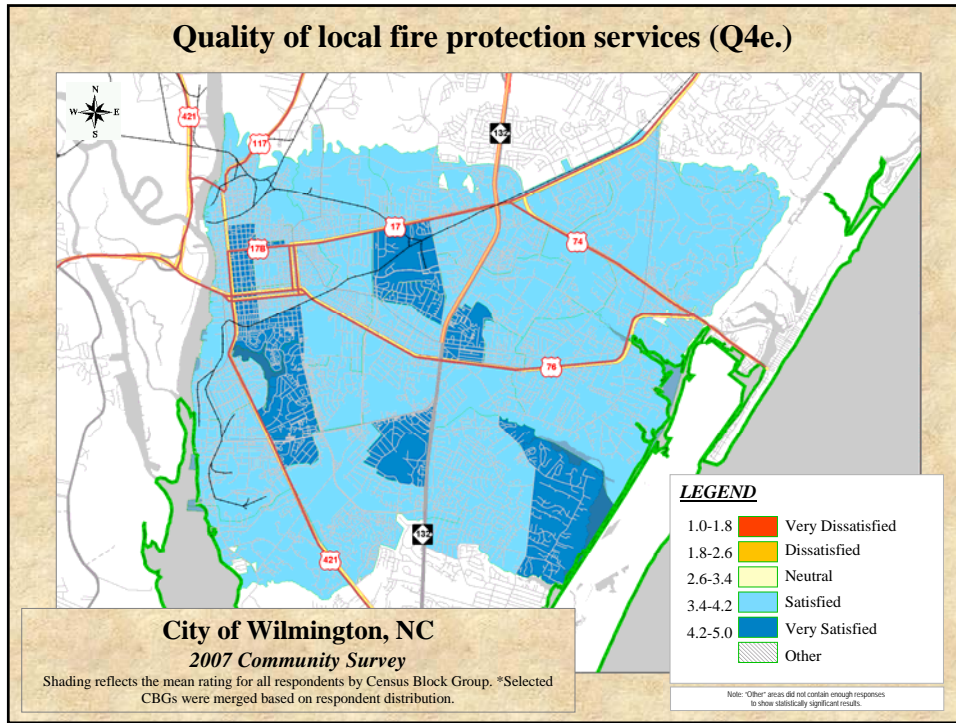 Quality of local fire protection services (Q4e.)
N
W E
S
421
117
132
17
17B
74
76
132
421
LEGEND
1.0-1.8 Very Dissatisfied
1.8-2.6 Dissatisfied
2.6-3.4 Neutral
3.4-4.2 Satisfied
4.2-5.0 Very Satisfied
Other
City of Wilmington, NC
2007 Community Survey
Shading reflects the mean rating for all respondents by Census Block Group. *Selected
CBGs were merged based on respondent distribution.
Note: "Other" areas did not contain enough responses
to show statistically significant results.